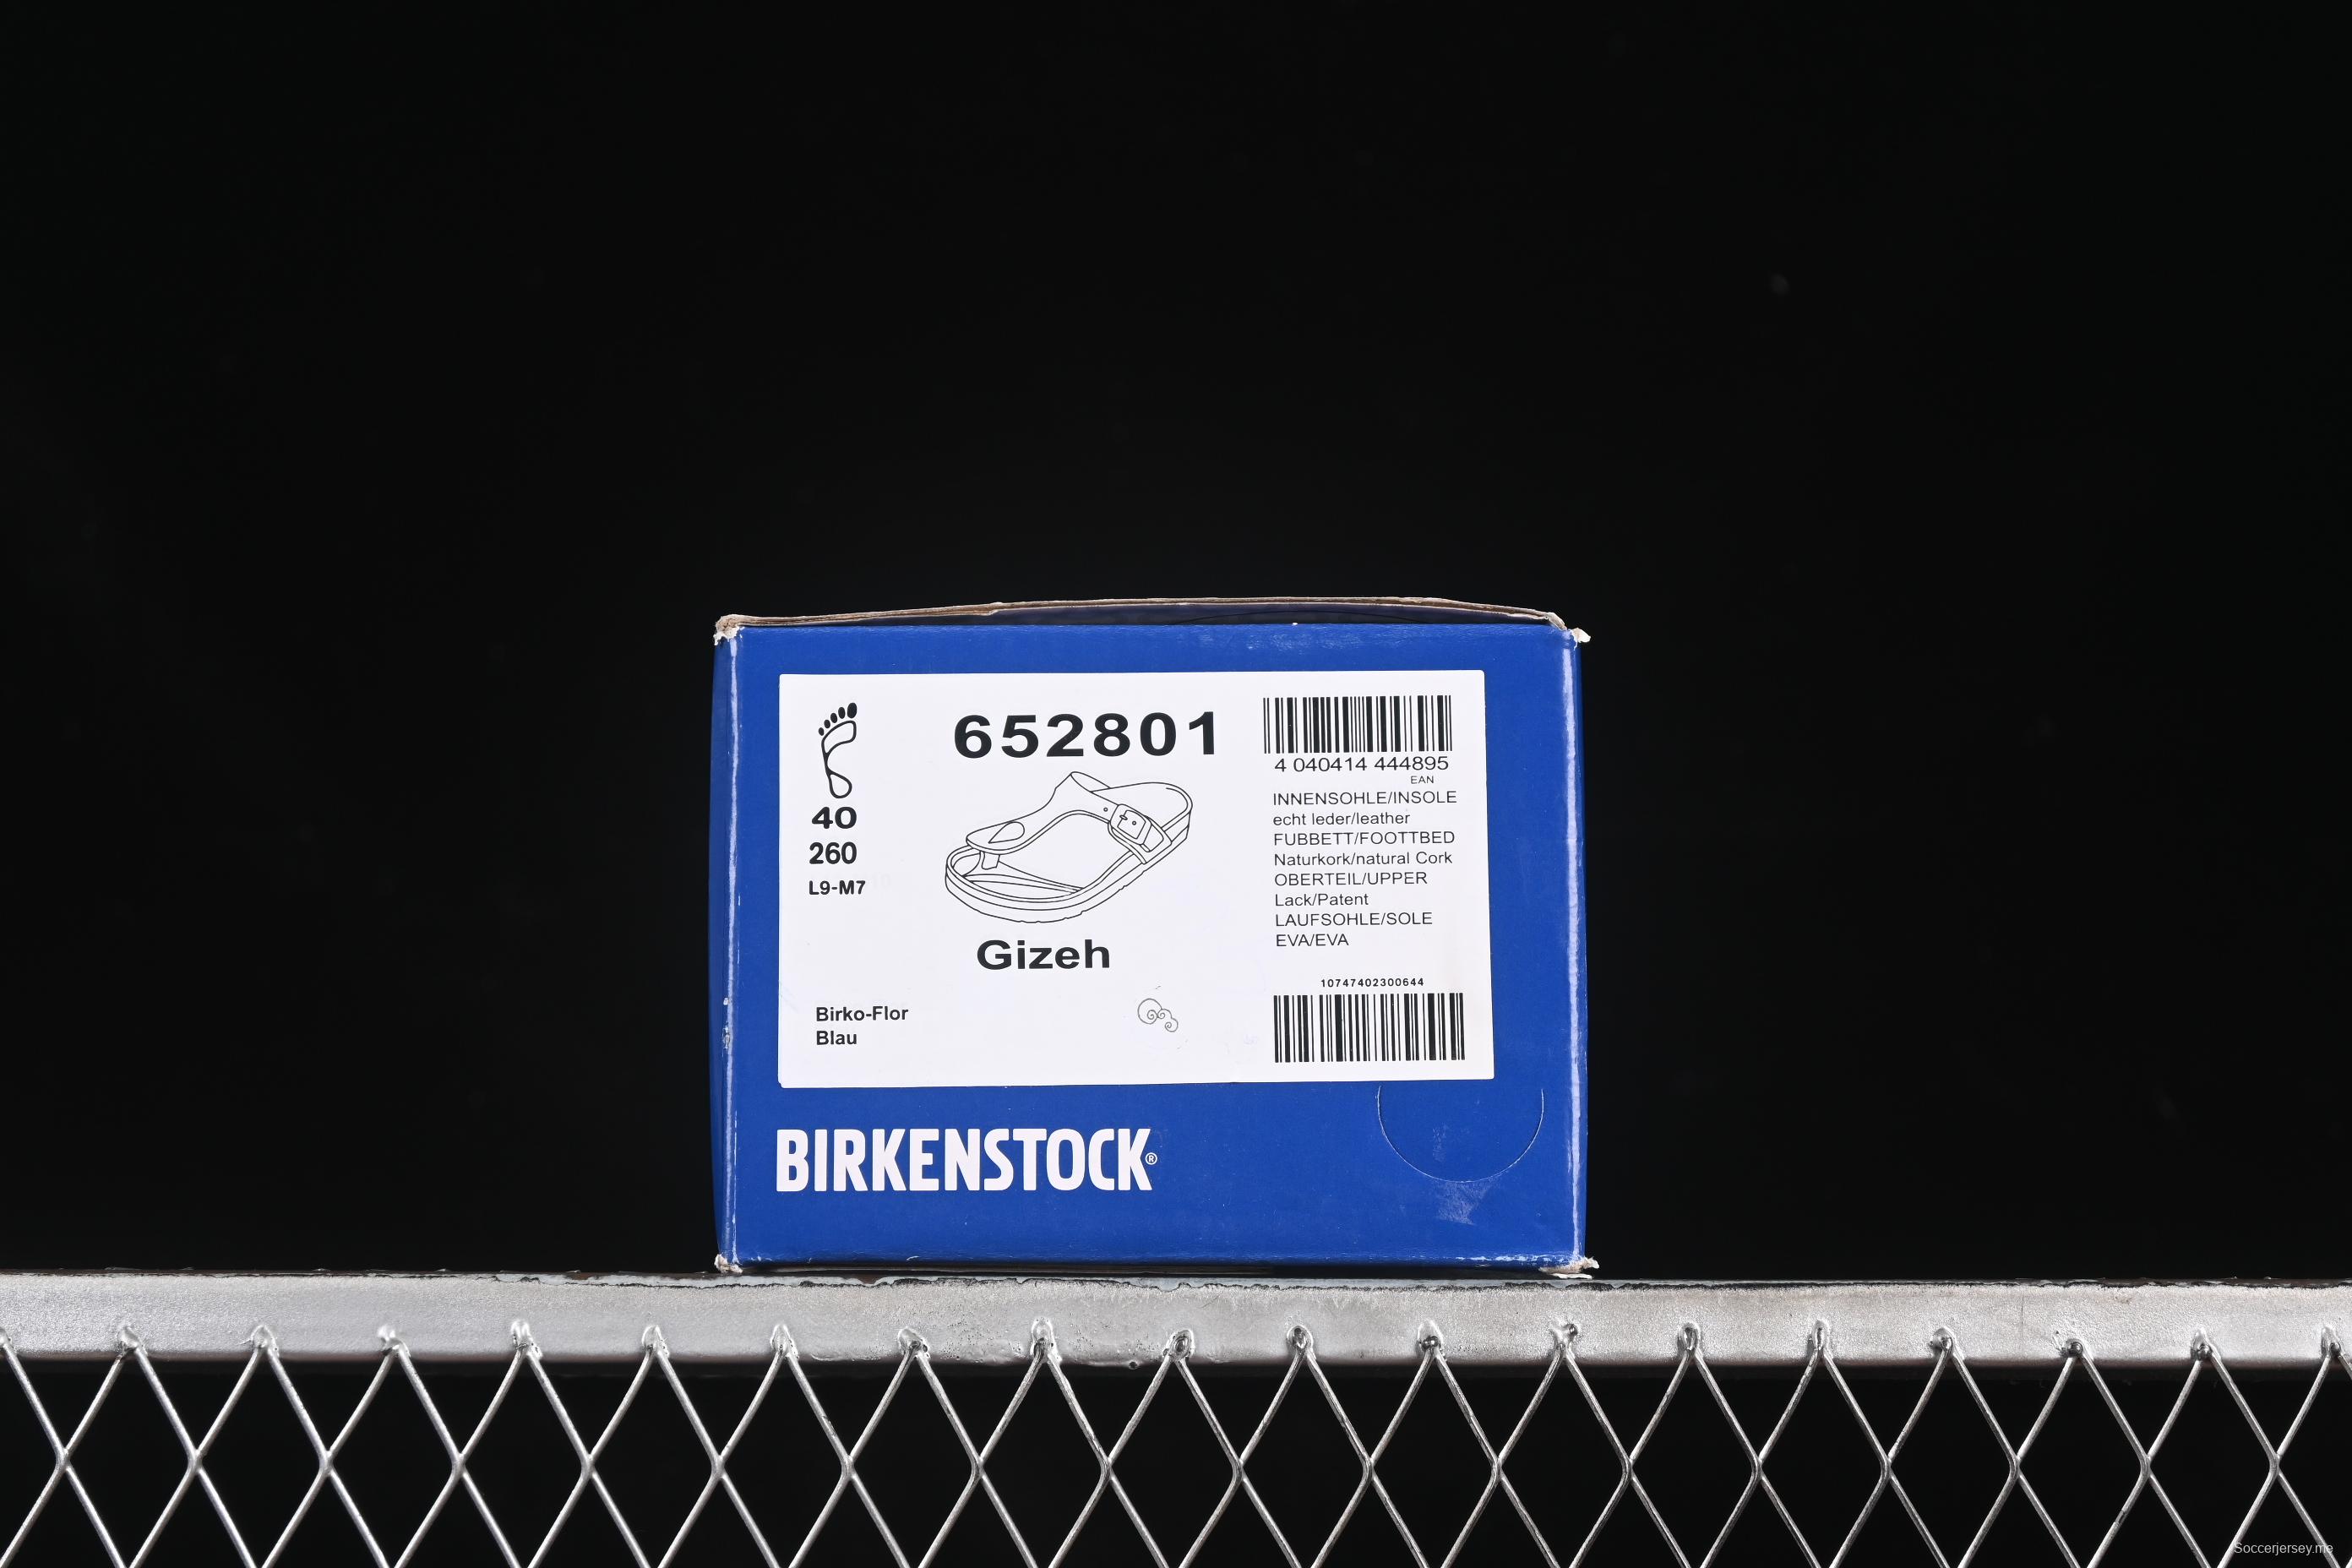 40
260
L9-M7
652801
Gizeh
Birko-Flor
Blau
4 040414 444895
EAN
INNENSOHLE/INSOLE
echt leder/leather
FUBBETT/FOOTTBED
Naturkork/natural Cork
OBERTEIL/UPPER
Lack/Patent
LAUFSOHLE/SOLE
EVA/EVA
10747402300644
BIRKENSTOCK®
Soccerjersey.me